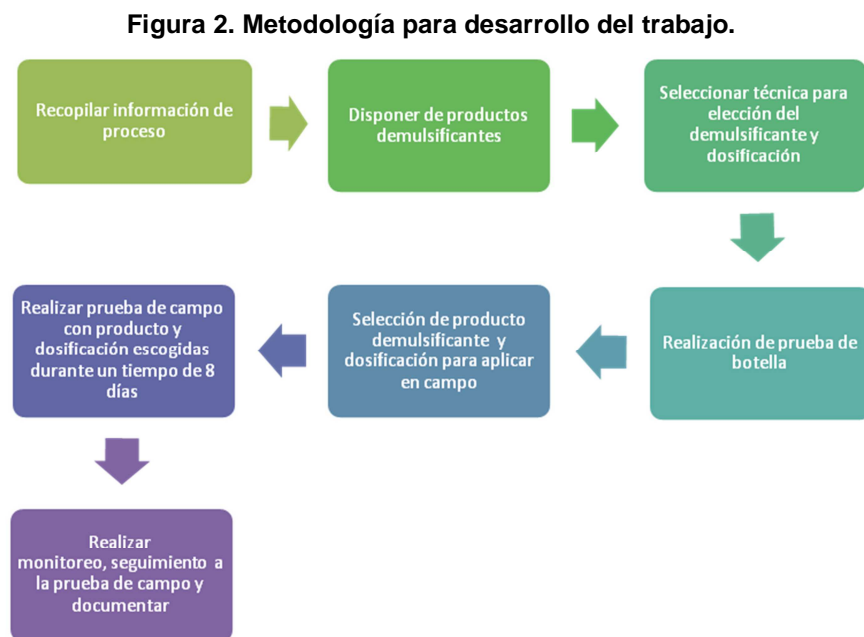 Figura 2. Metodología para desarrollo del trabajo.
Recopilar información de
proceso
Disponer de productos
demulsificantes
Seleccionar técnica para
elección del
demulsificante y
dosificación
Realización de prueba de
botella
Selección de producto
demulsificante y
dosificación para aplicar
en campo
Realizar prueba de campo
con producto y
dosificación escogidas
durante un tiempo de 8
días
Realizar
monitoreo, seguimiento a
la prueba de campo y
documentar